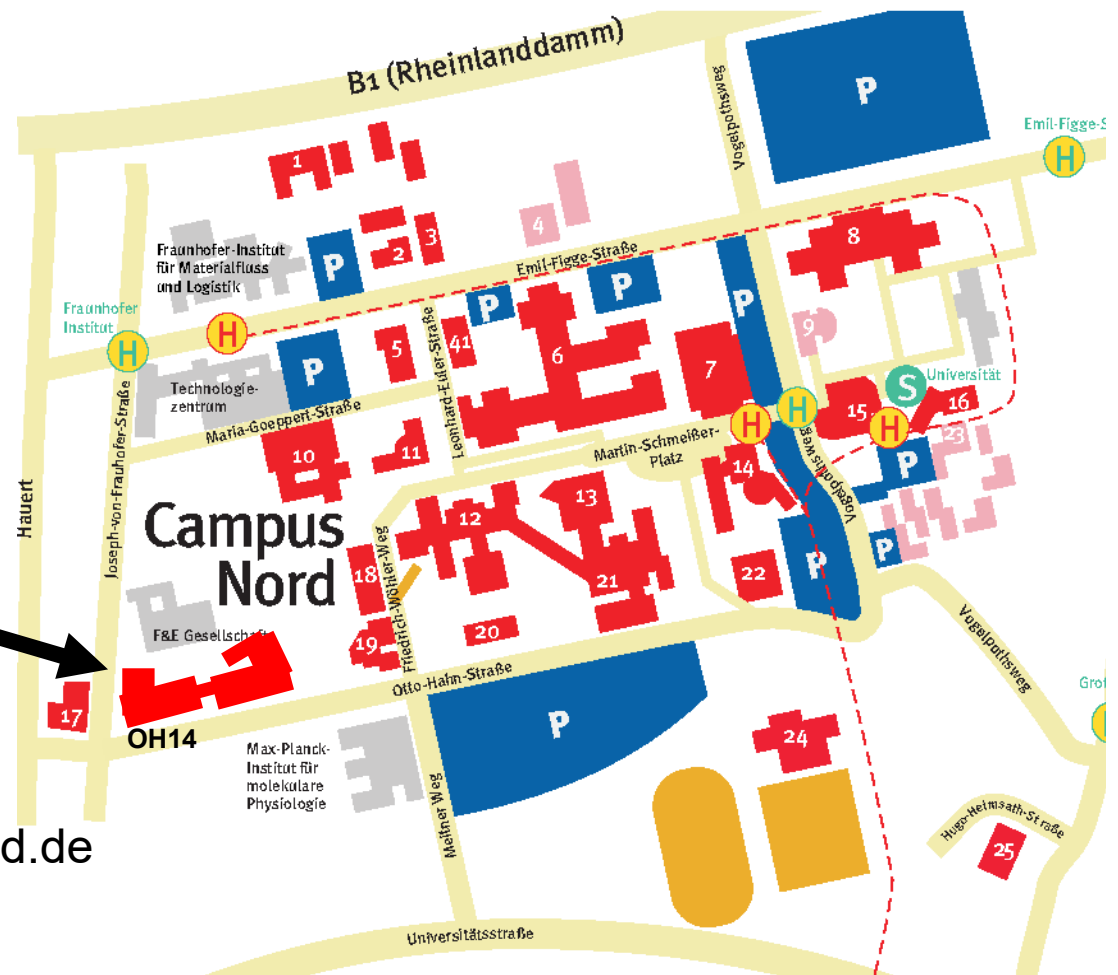 B1 (Rheinlanddamm)
Vogelpothsweg
P
Emil-Figge-S
H
1
4
3
2
8
Fraunhofer-Institut
für Materialfluss
und Logistik
P
Emil-Figge-Straße
P
P
P
Fraunhofer
Institut
H
H
9
5
41
6
7
Leonhard-Euler-Straße
P
Technologie-
zentrum
S
Universität
Maria-Goeppert-Straße
H
H
15
H
16
23
Martin-Schmeißer-
Platz
10
11
14
P
Vogelpothsweg
Vogelpothsweg
Hauert
Joseph-von-Frauhofer-Straße
Campus
Nord
12
13
18
Friedrich-Wöhler-Weg
21
22
P
P
F&E Gesellschaft
19
20
Otto-Hahn-Straße
Vogelpothsweg
17
OH14
Grof
P
24
Max-Planck-
Institut für
molekulare
Physiologie
Meitner Weg
Hugo-Heimsath-Straße
25
d.de
Universitätsstraße